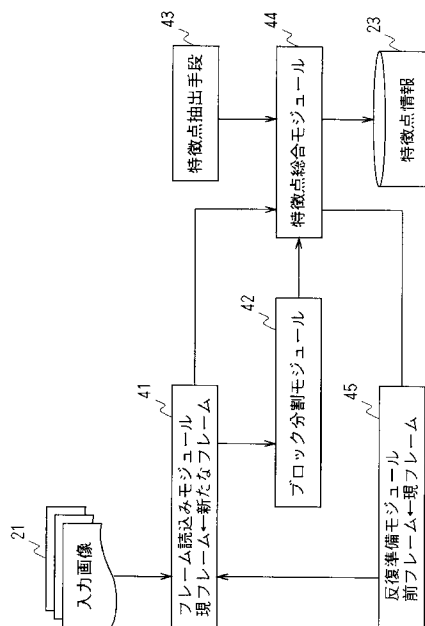 21
入力画像
41
フレーム読込みモジュール
現フレーム←新たなフレーム
42
ブロック分割モジュール
43
特徴点抽出手段
44
特徴点総合モジュール
23
特徴点情報
45
反復準備モジュール
前フレーム←現フレーム